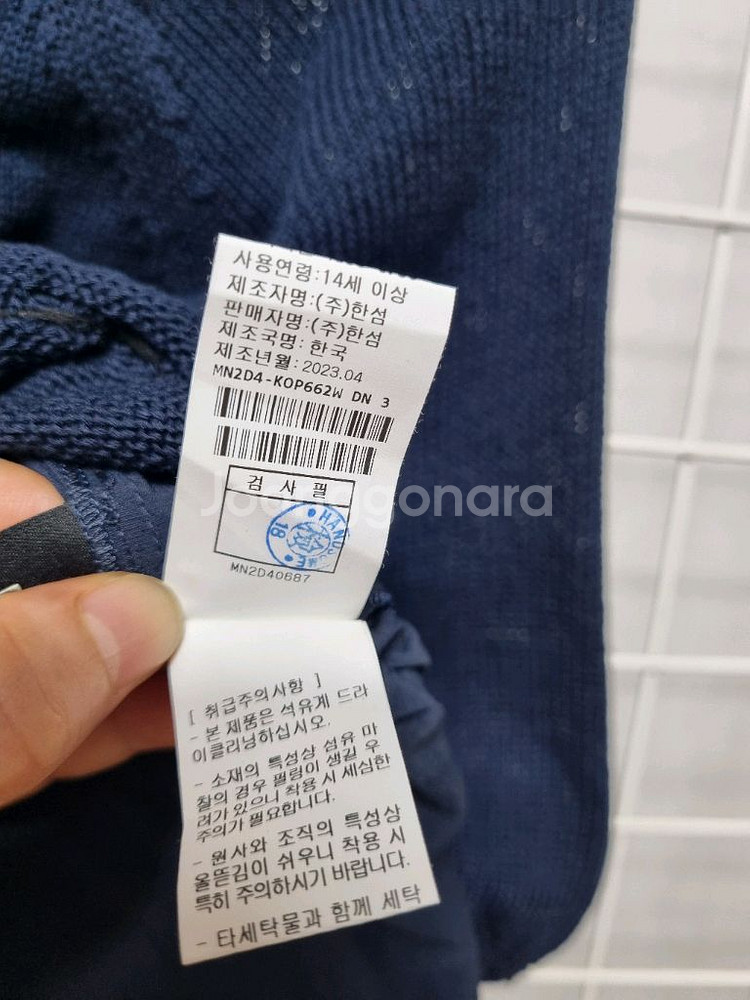 사용연령:14세 이상
제조자명:(주)한섬
판매자명:(주)한섬
제조국명: 한국
제조년월: 2023.04
MN2D4-KOP662W DN 3
검 사 필
18
MN2D40687
Joonggonara
[ 취급주의사항 ]
- 본 제품은 석유계 드라
이클리닝하십시오.
- 소재의 특성상 섬유 마
찰의 경우 필링이 생길 우
려가 있으니 착용 시 세심한
주의가 필요합니다.
- 원사와 조직의 특성상
올뜯김이 쉬우니 착용 시
특히 주의하시기 바랍니다.
- 타세탁물과 함께 세탁